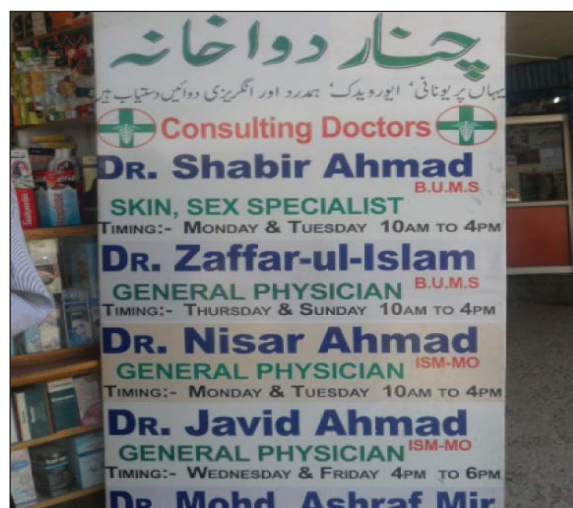 چنار دواخانہ
یہاں پر یونانی' ایورویدک' ہمدرد اور انگریزی دوائیں دستیاب ہیں
Consulting Doctors
DR. Shabir Ahmad
B.U.M.S
SKIN, SEX SPECIALIST
TIMING:- MONDAY & TUESDAY 10AM TO 4PM
DR. Zaffar-ul-Islam
B.U.M.S
GENERAL PHYSICIAN
TIMING:- THURSDAY & SUNDAY 10AM TO 4PM
DR. Nisar Ahmad
GENERAL PHYSICIAN ISM-MO
TIMING:- MONDAY & TUESDAY 10AM TO 4PM
DR. Javid Ahmad
GENERAL PHYSICIAN ISM-MO
TIMING:- WEDNESDAY & FRIDAY 4PM TO 6PM
DR. Mohd. Ashraf Mir